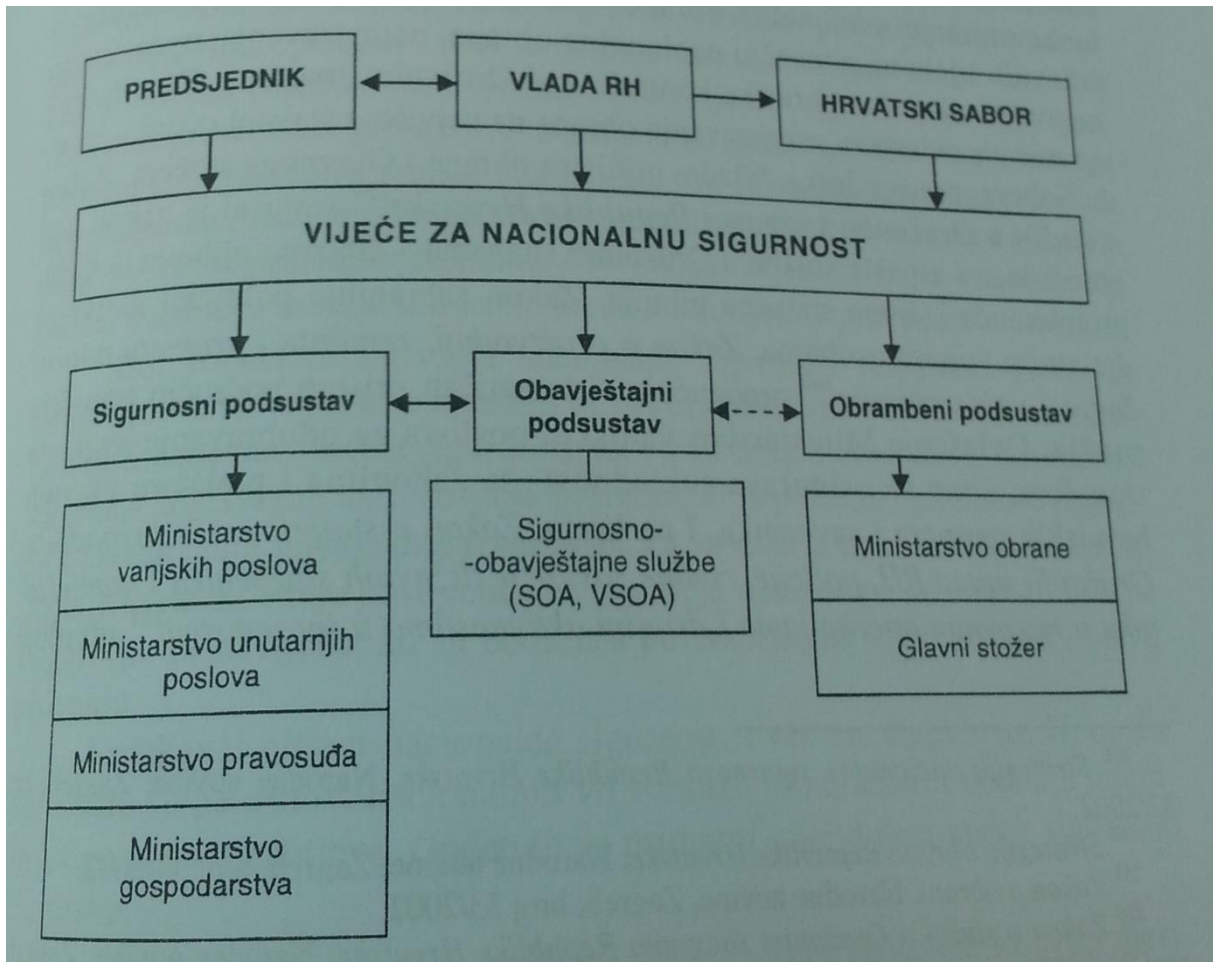 PREDSJEDNIK
VLADA RH
HRVATSKI SABOR
VIJEĆE ZA NACIONALNU SIGURNOST
Sigurnosni podsustav
Obavještajni
podsustav
Obrambeni podsustav
Ministarstvo
vanjskih poslova
Ministarstvo unutarnjih
poslova
Ministarstvo pravosuđa
Ministarstvo
gospodarstva
Sigurnosno-
-obavještajne službe
(SOA, VSOA)
Ministarstvo obrane
Glavni stožer